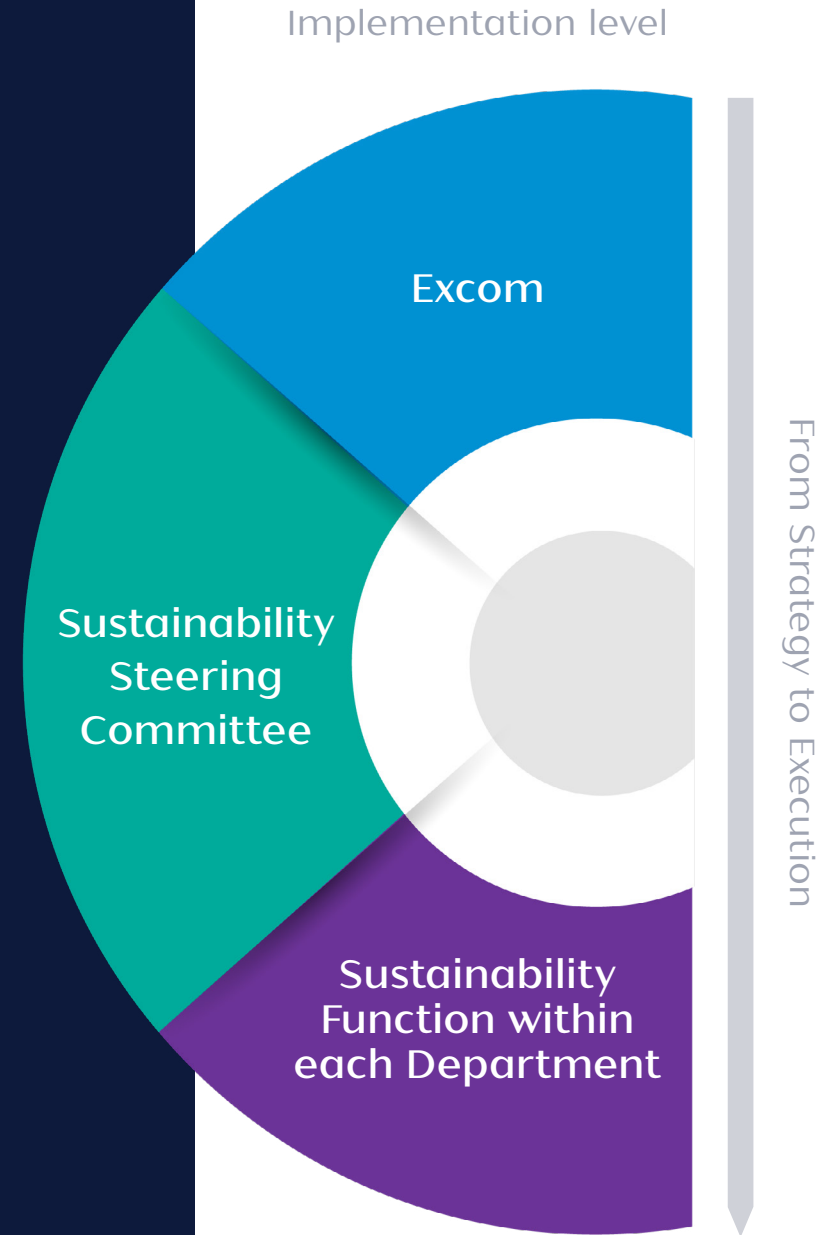 Implementation level
Excom
Sustainability
Steering
Committee
Sustainability
Function within
each Department
From Strategy to Execution